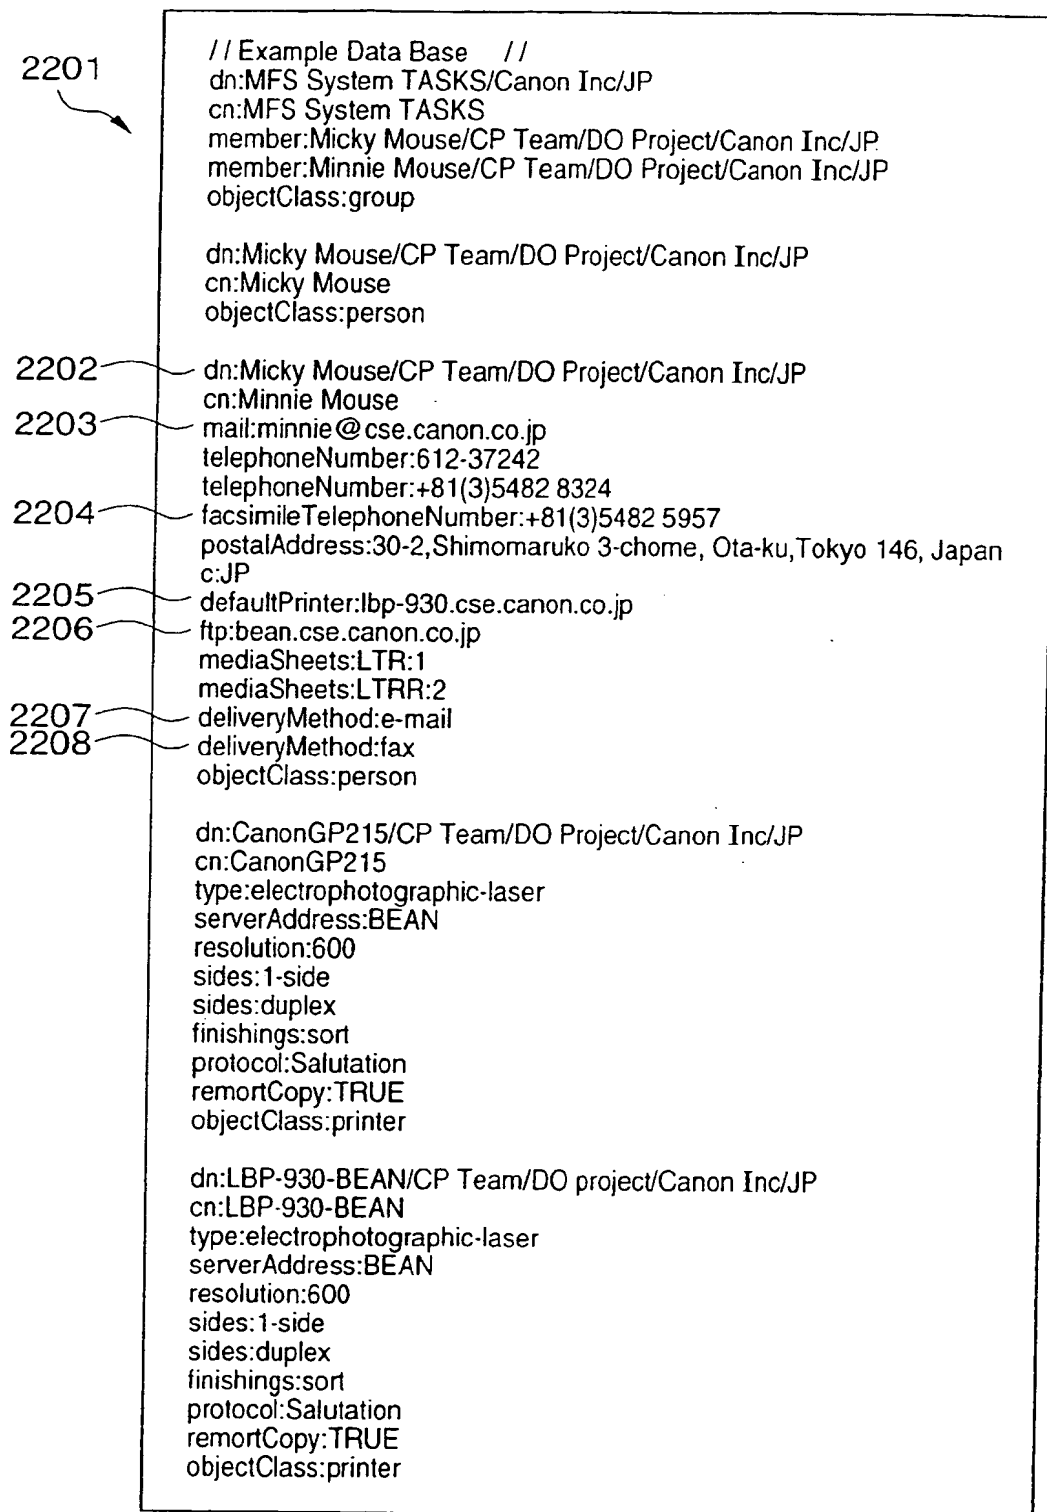 2201
// Example Data Base //
dn:MFS System TASKS/Canon Inc/JP
cn:MFS System TASKS
member:Micky Mouse/CP Team/DO Project/Canon Inc/JP
member:Minnie Mouse/CP Team/DO Project/Canon Inc/JP
objectClass:group
dn:Micky Mouse/CP Team/DO Project/Canon Inc/JP
cn:Micky Mouse
objectClass:person
2202 dn:Micky Mouse/CP Team/DO Project/Canon Inc/JP
cn:Minnie Mouse
2203 mail:minnie@cse.canon.co.jp
telephoneNumber:612-37242
telephoneNumber:+81(3)5482 8324
2204 facsimileTelephoneNumber:+81(3)5482 5957
postalAddress:30-2,Shimomaruko 3-chome, Ota-ku,Tokyo 146, Japan
c:JP
2205 defaultPrinter:lbp-930.cse.canon.co.jp
2206 ftp:bean.cse.canon.co.jp
mediaSheets:LTR:1
mediaSheets:LTRR:2
2207 deliveryMethod:e-mail
2208 deliveryMethod:fax
objectClass:person
dn:CanonGP215/CP Team/DO Project/Canon Inc/JP
cn:CanonGP215
type:electrophotographic-laser
serverAddress:BEAN
resolution:600
sides:1-side
sides:duplex
finishings:sort
protocol:Salutation
remortCopy:TRUE
objectClass:printer
dn:LBP-930-BEAN/CP Team/DO project/Canon Inc/JP
cn:LBP-930-BEAN
type:electrophotographic-laser
serverAddress:BEAN
resolution:600
sides:1-side
sides:duplex
finishings:sort
protocol:Salutation
remortCopy:TRUE
objectClass:printer